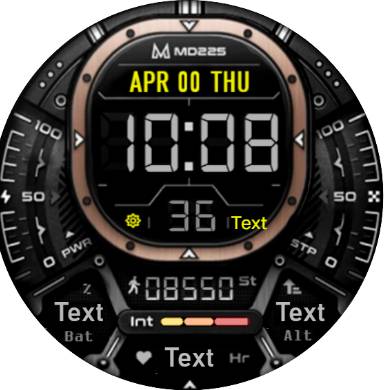 MD225
APR 00 THU
10:08
36 Text
100 100
50 50
0 0
PWR STP
08550 St
Z
Text Text
Int
Bat Alt
Text Hr